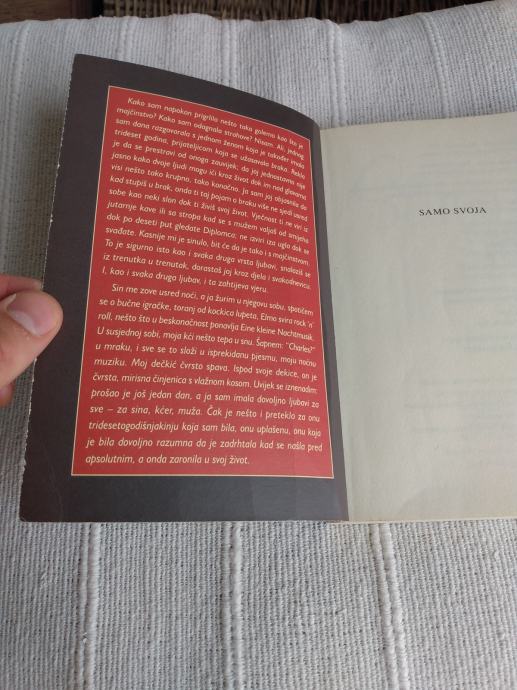 Kako sam napokon prigrlila nešto tako golemo kao što je
majčinstvo? Kako sam odagnala strahove? Nisam. Ali, jednog
sam dana razgovarala s jednom ženom koja je također imala
trideset godina, prijateljicom koja se užasavala braka. Rekla
je da se prestravi od onoga zauvijek; da joj jednostavno nije
jasno kako dvoje ljudi mogu ići kroz život dok im nad glavama
visi nešto tako krupno, tako konačno. Ja sam joj objasnila da
kad stupiš u brak, onda ti taj pojam o braku više ne sjedi usred
sobe kao neki slon dok ti živiš svoj život. Vječnost ti ne viri iz
jutarnje kave ili sa stropa kad se s mužem valjaš od smijeha
dok po deseti put gledate Diplomca; ne izviri iza ugla dok se
svađate. Kasnije mi je sinulo, bit će da je tako i s majčinstvom.
To je sigurno isto kao i svaka druga vrsta ljubavi, snalaziš se
iz trenutka u trenutak, dorastaš joj kroz djela i svakodnevicu.
I, kao i svaka druga ljubav, i ta zahtijeva vjeru.
Sin me zove usred noći, a ja žurim u njegovu sobu, spotičem
se o bučne igračke, toranj od kockica lupeta, Elmo svira rock 'n'
roll, nešto što u beskonačnost ponavlja Eine kleine Nachtmusik.
U susjednoj sobi, moja kći nešto tepa u snu. Šapnem: "Charles?"
u mraku, i sve se to složi u isprekidanu pjesmu, moju noćnu
muziku. Moj dečkić čvrsto spava. Ispod svoje dekice, on je
čvrsta, mirisna činjenica s vlažnom kosom. Uvijek se iznenadim:
prošao je još jedan dan, a ja sam imala dovoljno ljubavi za
sve – za sina, kćer, muža. Čak je nešto i preteklo za onu
tridesetogodišnjakinju koja sam bila, onu uplašenu, onu koja
je bila dovoljno razumna da je zadrhtala kad se našla pred
apsolutnim, a onda zaronila u svoj život.
SAMO SVOJA